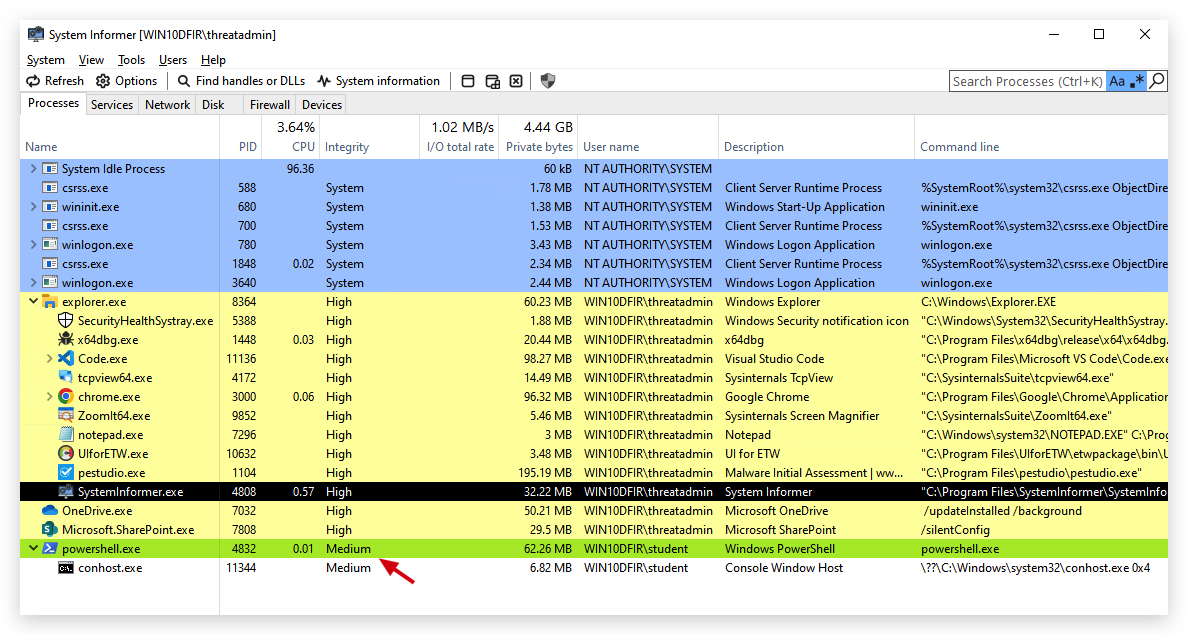 System Informer [WIN10DFIR\threatadmin]
System View Tools Users Help
Refresh Options Find handles or DLLs System information Search Processes (Ctrl+K) Aa .*
Processes Services Network Disk Firewall Devices
3.64% 1.02 MB/s 4.44 GB
Name PID CPU Integrity I/O total rate Private bytes User name Description Command line
System Idle Process 96.36 60 kB NT AUTHORITY\SYSTEM
csrss.exe 588 System 1.78 MB NT AUTHORITY\SYSTEM Client Server Runtime Process %SystemRoot%\system32\csrss.exe ObjectDire
wininit.exe 680 System 1.38 MB NT AUTHORITY\SYSTEM Windows Start-Up Application wininit.exe
csrss.exe 700 System 1.53 MB NT AUTHORITY\SYSTEM Client Server Runtime Process %SystemRoot%\system32\csrss.exe ObjectDire
winlogon.exe 780 System 3.43 MB NT AUTHORITY\SYSTEM Windows Logon Application winlogon.exe
csrss.exe 1848 0.02 System 2.34 MB NT AUTHORITY\SYSTEM Client Server Runtime Process %SystemRoot%\system32\csrss.exe ObjectDire
winlogon.exe 3640 System 2.44 MB NT AUTHORITY\SYSTEM Windows Logon Application winlogon.exe
explorer.exe 8364 High 60.23 MB WIN10DFIR\threatadmin Windows Explorer C:\Windows\Explorer.EXE
SecurityHealthSystray.exe 5388 High 1.88 MB WIN10DFIR\threatadmin Windows Security notification icon "C:\Windows\System32\SecurityHealthSystray.
x64dbg.exe 1448 0.03 High 20.44 MB WIN10DFIR\threatadmin x64dbg "C:\Program Files\x64dbg\release\x64\x64dbg.
Code.exe 11136 High 98.27 MB WIN10DFIR\threatadmin Visual Studio Code "C:\Program Files\Microsoft VS Code\Code.exe
tcpview64.exe 4172 High 14.49 MB WIN10DFIR\threatadmin Sysinternals TcpView "C:\SysinternalsSuite\tcpview64.exe"
chrome.exe 3000 0.06 High 96.32 MB WIN10DFIR\threatadmin Google Chrome "C:\Program Files\Google\Chrome\Application
ZoomIt64.exe 9852 High 5.46 MB WIN10DFIR\threatadmin Sysinternals Screen Magnifier "C:\SysinternalsSuite\ZoomIt64.exe"
notepad.exe 7296 High 3 MB WIN10DFIR\threatadmin Notepad "C:\Windows\system32\NOTEPAD.EXE" C:\Prog
UIforETW.exe 10632 High 3.48 MB WIN10DFIR\threatadmin UI for ETW "C:\Program Files\UIforETW\etwpackage\bin\U
pestudio.exe 1104 High 195.19 MB WIN10DFIR\threatadmin Malware Initial Assessment | ww... "C:\Program Files\pestudio\pestudio.exe"
SystemInformer.exe 4808 0.57 High 32.22 MB WIN10DFIR\threatadmin System Informer "C:\Program Files\SystemInformer\SystemInfo
OneDrive.exe 7032 High 50.21 MB WIN10DFIR\threatadmin Microsoft OneDrive /updateInstalled /background
Microsoft.SharePoint.exe 7808 High 29.5 MB WIN10DFIR\threatadmin Microsoft SharePoint /silentConfig
powershell.exe 4832 0.01 Medium 62.26 MB WIN10DFIR\student Windows PowerShell powershell.exe
conhost.exe 11344 Medium 6.82 MB WIN10DFIR\student Console Window Host \??\C:\Windows\system32\conhost.exe 0x4